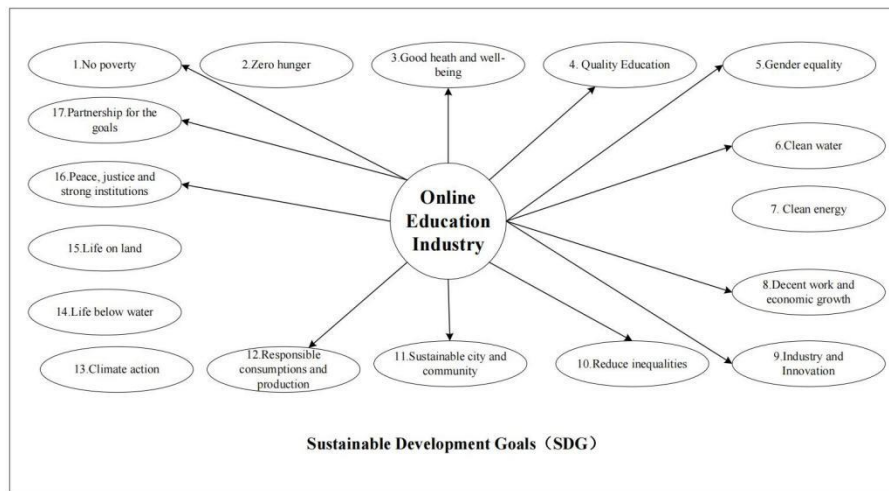 1.No poverty
2.Zero hunger
3.Good heath and well-
being
4. Quality Education
5.Gender equality
17.Partnership for the
goals
6.Clean water
16.Peace, justice and
strong institutions
Online
Education
Industry
7. Clean energy
15.Life on land
8.Decent work and
economic growth
14.Life below water
13.Climate action
12.Responsible
consumptions and
production
11.Sustainable city and
community
10.Reduce inequalities
9.Industry and
Innovation
Sustainable Development Goals（SDG）